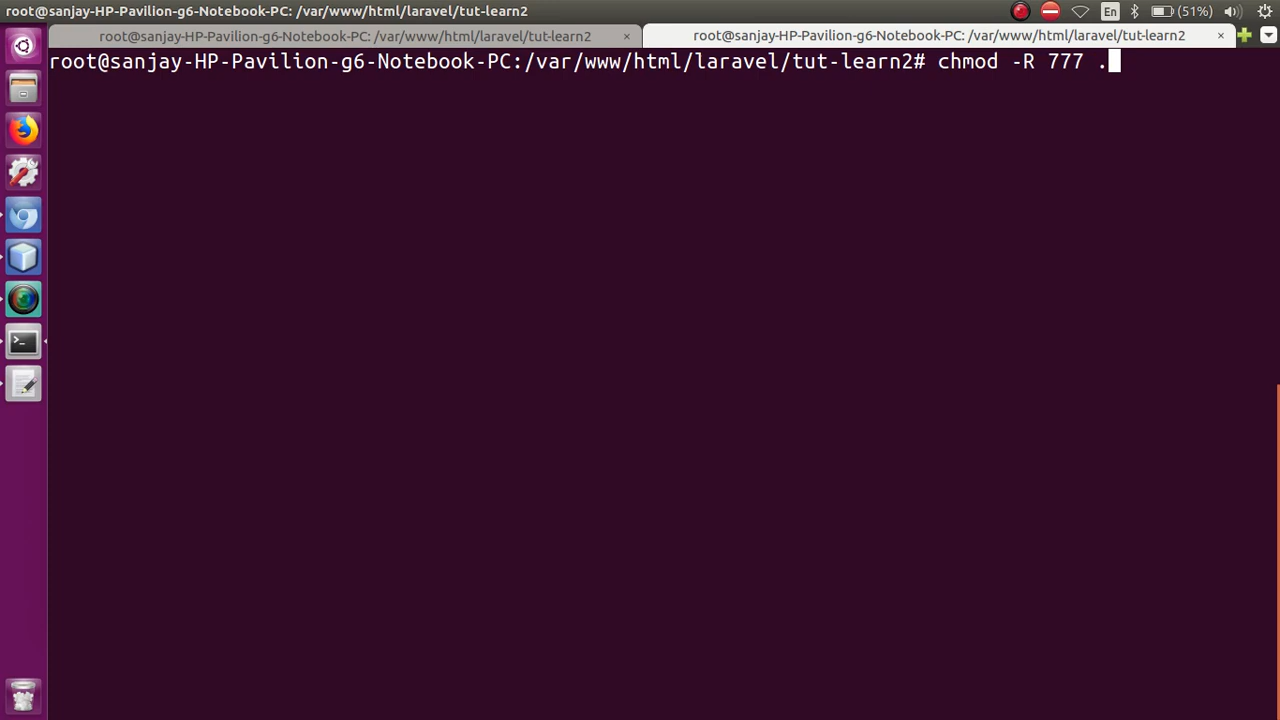 root@sanjay-HP-Pavilion-g6-Notebook-PC: /var/www/html/laravel/tut-learn2
En
(51%)
root@sanjay-HP-Pavilion-g6-Notebook-PC: /var/www/html/laravel/tut-learn2 ×
root@sanjay-HP-Pavilion-g6-Notebook-PC: /var/www/html/laravel/tut-learn2 ×
root@sanjay-HP-Pavilion-g6-Notebook-PC:/var/www/html/laravel/tut-learn2# chmod -R 777 .